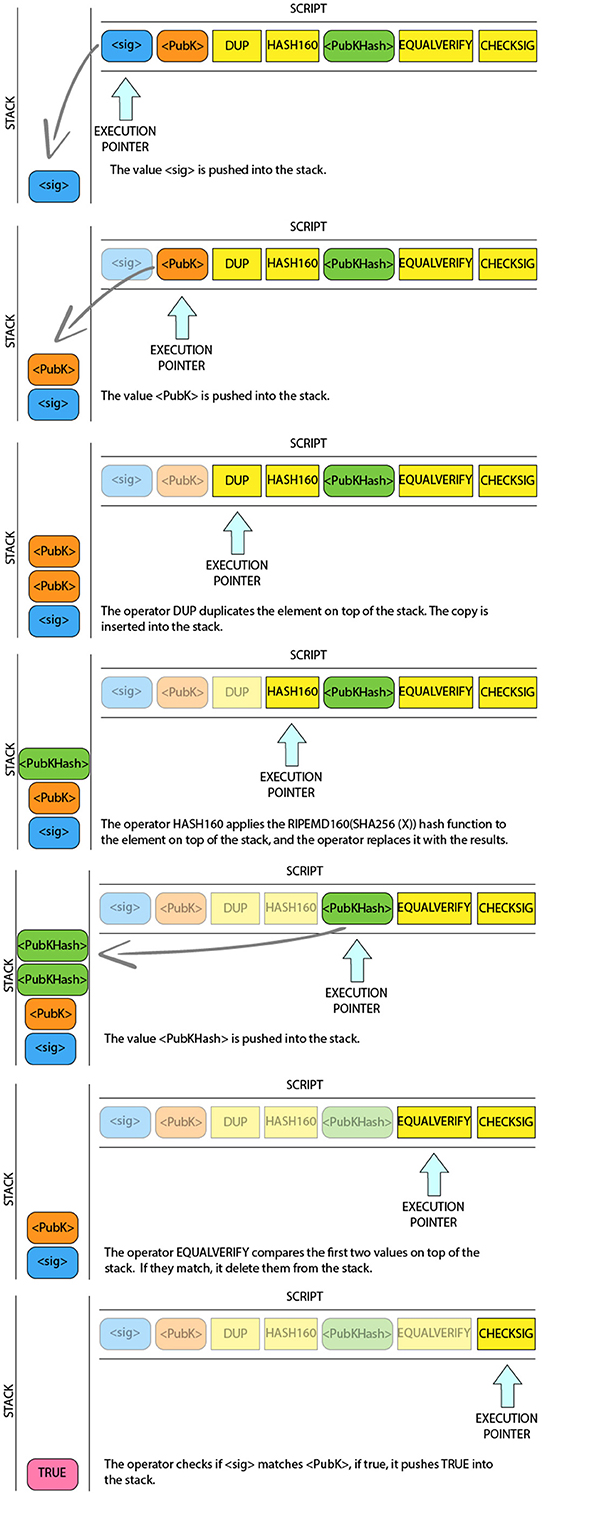 SCRIPT
<sig> <PubK> DUP HASH160 <PubKHash> EQUALVERIFY CHECKSIG
STACK
EXECUTION
POINTER
The value <sig> is pushed into the stack.
<sig>
SCRIPT
<sig> <PubK> DUP HASH160 <PubKHash> EQUALVERIFY CHECKSIG
STACK
EXECUTION
POINTER
<PubK>
<sig>
The value <PubK> is pushed into the stack.
SCRIPT
<sig> <PubK> DUP HASH160 <PubKHash> EQUALVERIFY CHECKSIG
STACK
EXECUTION
POINTER
<PubK>
<PubK>
<sig>
The operator DUP duplicates the element on top of the stack. The copy is
inserted into the stack.
SCRIPT
<sig> <PubK> DUP HASH160 <PubKHash> EQUALVERIFY CHECKSIG
STACK
EXECUTION
POINTER
<PubKHash>
<PubK>
<sig>
The operator HASH160 applies the RIPEMD160(SHA256 (X)) hash function to
the element on top of the stack, and the operator replaces it with the results.
SCRIPT
<sig> <PubK> DUP HASH160 <PubKHash> EQUALVERIFY CHECKSIG
STACK
<PubKHash>
<PubKHash>
<PubK>
<sig>
EXECUTION
POINTER
The value <PubKHash> is pushed into the stack.
SCRIPT
<sig> <PubK> DUP HASH160 <PubKHash> EQUALVERIFY CHECKSIG
STACK
EXECUTION
POINTER
<PubK>
<sig>
The operator EQUALVERIFY compares the first two values on top of the
stack. If they match, it delete them from the stack.
SCRIPT
<sig> <PubK> DUP HASH160 <PubKHash> EQUALVERIFY CHECKSIG
STACK
EXECUTION
POINTER
TRUE
The operator checks if <sig> matches <PubK>, if true, it pushes TRUE into
the stack.